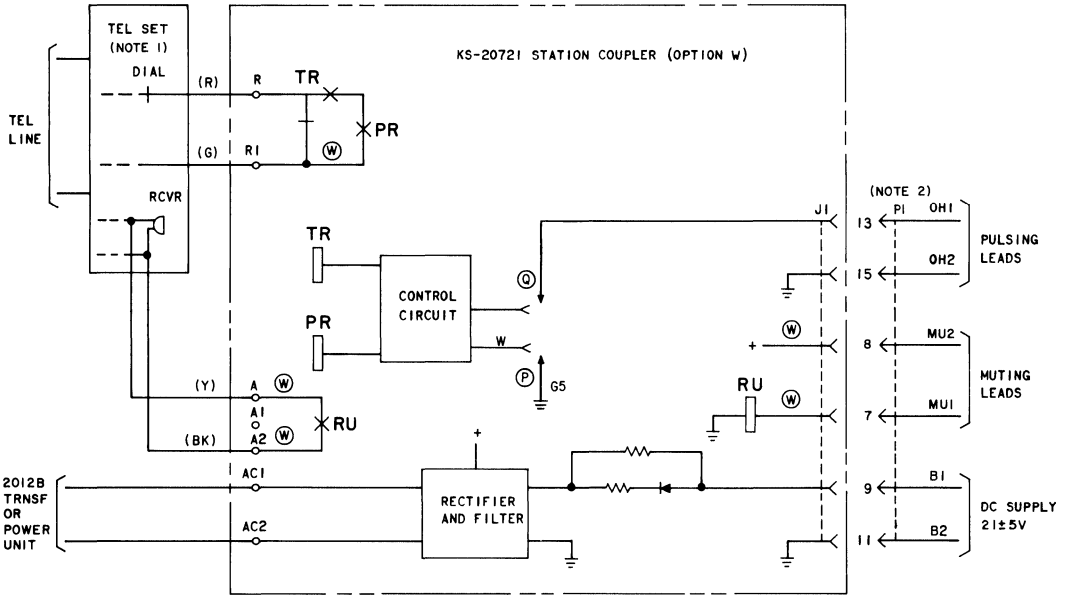 TEL SET
(NOTE 1)
DIAL
KS-20721 STATION COUPLER (OPTION W)
(R)
R
TR
PR
TEL
LINE
(G)
R1
W
RCVR
(NOTE 2)
J1
13
P1
OH1
PULSING
LEADS
15
OH2
TR
CONTROL
CIRCUIT
Q
PR
W
P
G5
+
W
8
MU2
MUTING
LEADS
RU
W
7
MU1
(Y)
A
W
A1
RU
(BK)
A2
W
2012B
TRNSF
OR
POWER
UNIT
AC1
AC2
+
RECTIFIER
AND FILTER
9
B1
DC SUPPLY
21±5V
11
B2